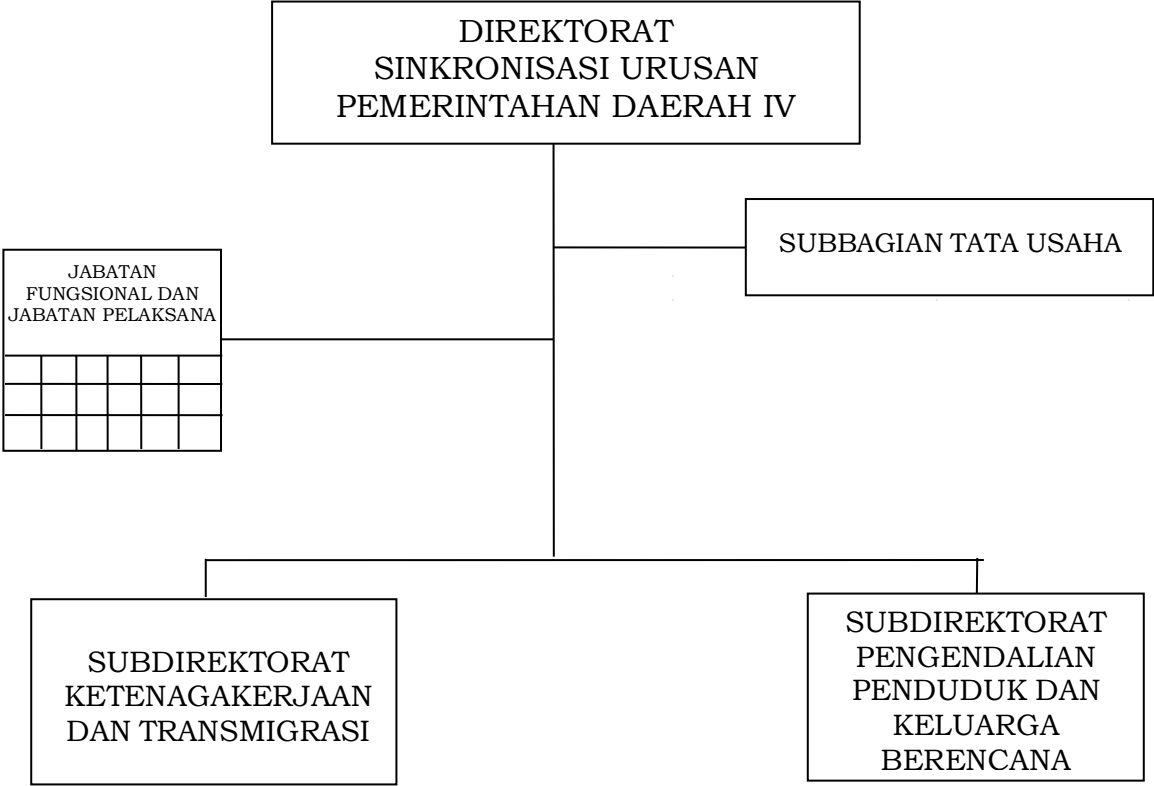 DIREKTORAT
SINKRONISASI URUSAN
PEMERINTAHAN DAERAH IV
SUBBAGIAN TATA USAHA
JABATAN
FUNGSIONAL DAN
JABATAN PELAKSANA
SUBDIREKTORAT
KETENAGAKERJAAN
DAN TRANSMIGRASI
SUBDIREKTORAT
PENGENDALIAN
PENDUDUK DAN
KELUARGA
BERENCANA